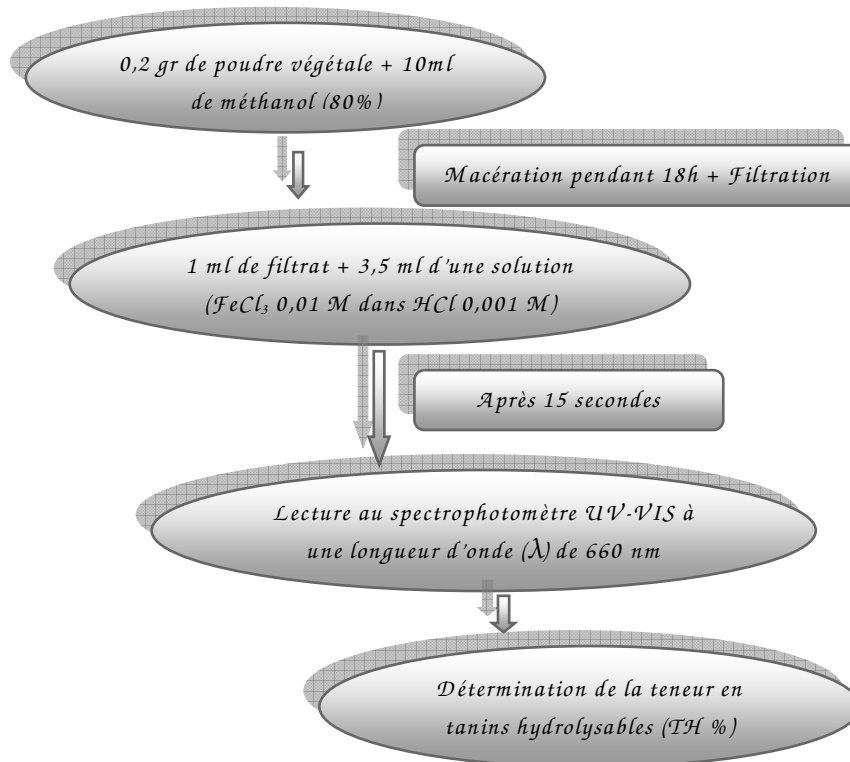 0,2 gr de poudre végétale + 10ml
de méthanol (80%)
Macération pendant 18h + Filtration
1 ml de filtrat + 3,5 ml d'une solution
(FeCl₃ 0,01 M dans HCl 0,001 M)
Après 15 secondes
Lecture au spectrophotomètre UV-VIS à
une longueur d'onde (λ) de 660 nm
Détermination de la teneur en
tanins hydrolysables (TH %)